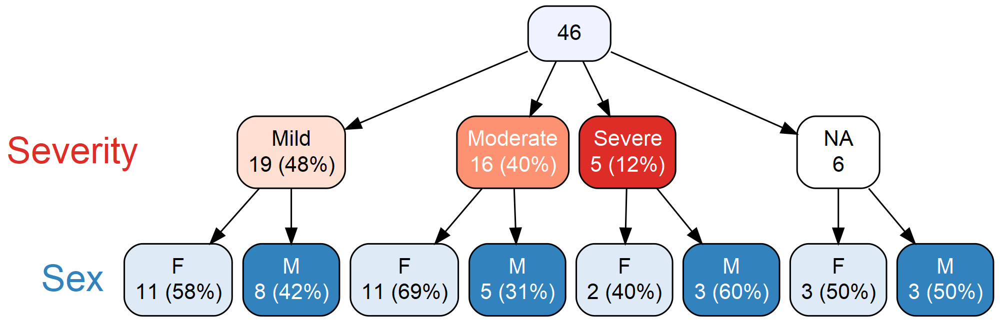 46
Severity
Mild
19 (48%)
Moderate
16 (40%)
Severe
5 (12%)
NA
6
Sex
F
11 (58%)
M
8 (42%)
F
11 (69%)
M
5 (31%)
F
2 (40%)
M
3 (60%)
F
3 (50%)
M
3 (50%)